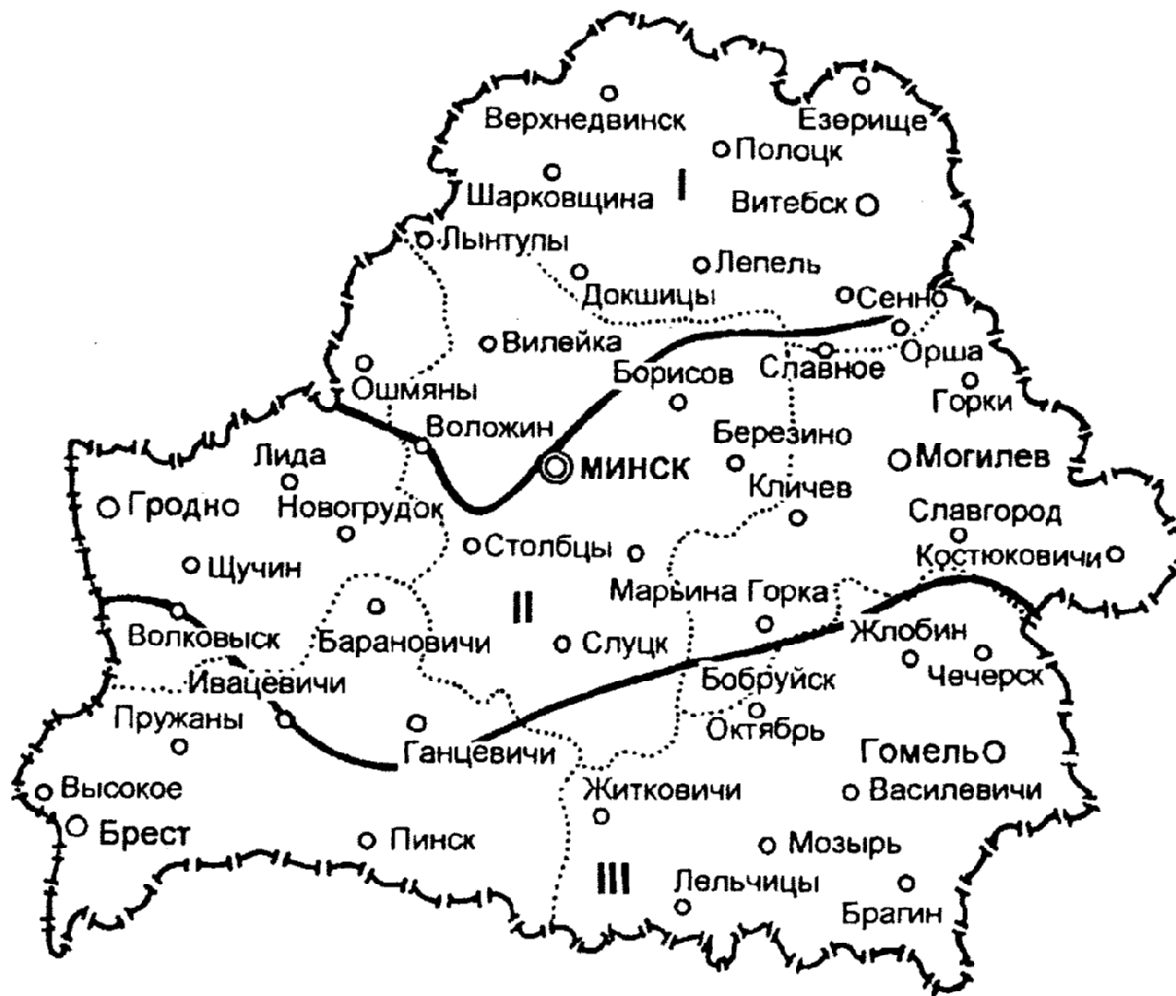 Верхнедвинск
Езерище
Полоцк
Шарковщина
I
Витебск
Лынтупы
Лепель
Докшицы
Сенно
Вилейка
Славное
Орша
Ошмяны
Борисов
Горки
Воложин
Березино
Лида
МИНСК
Могилев
Гродно
Новогрудок
Кличев
Славгород
Столбцы
Костюковичи
Щучин
Марьина Горка
II
Волковыск
Барановичи
Слуцк
Жлобин
Ивацевичи
Бобруйск
Чечерск
Пружаны
Октябрь
Ганцевичи
Гомель
Высокое
Житковичи
Василевичи
Брест
Пинск
Мозырь
III
Лельчицы
Брагин